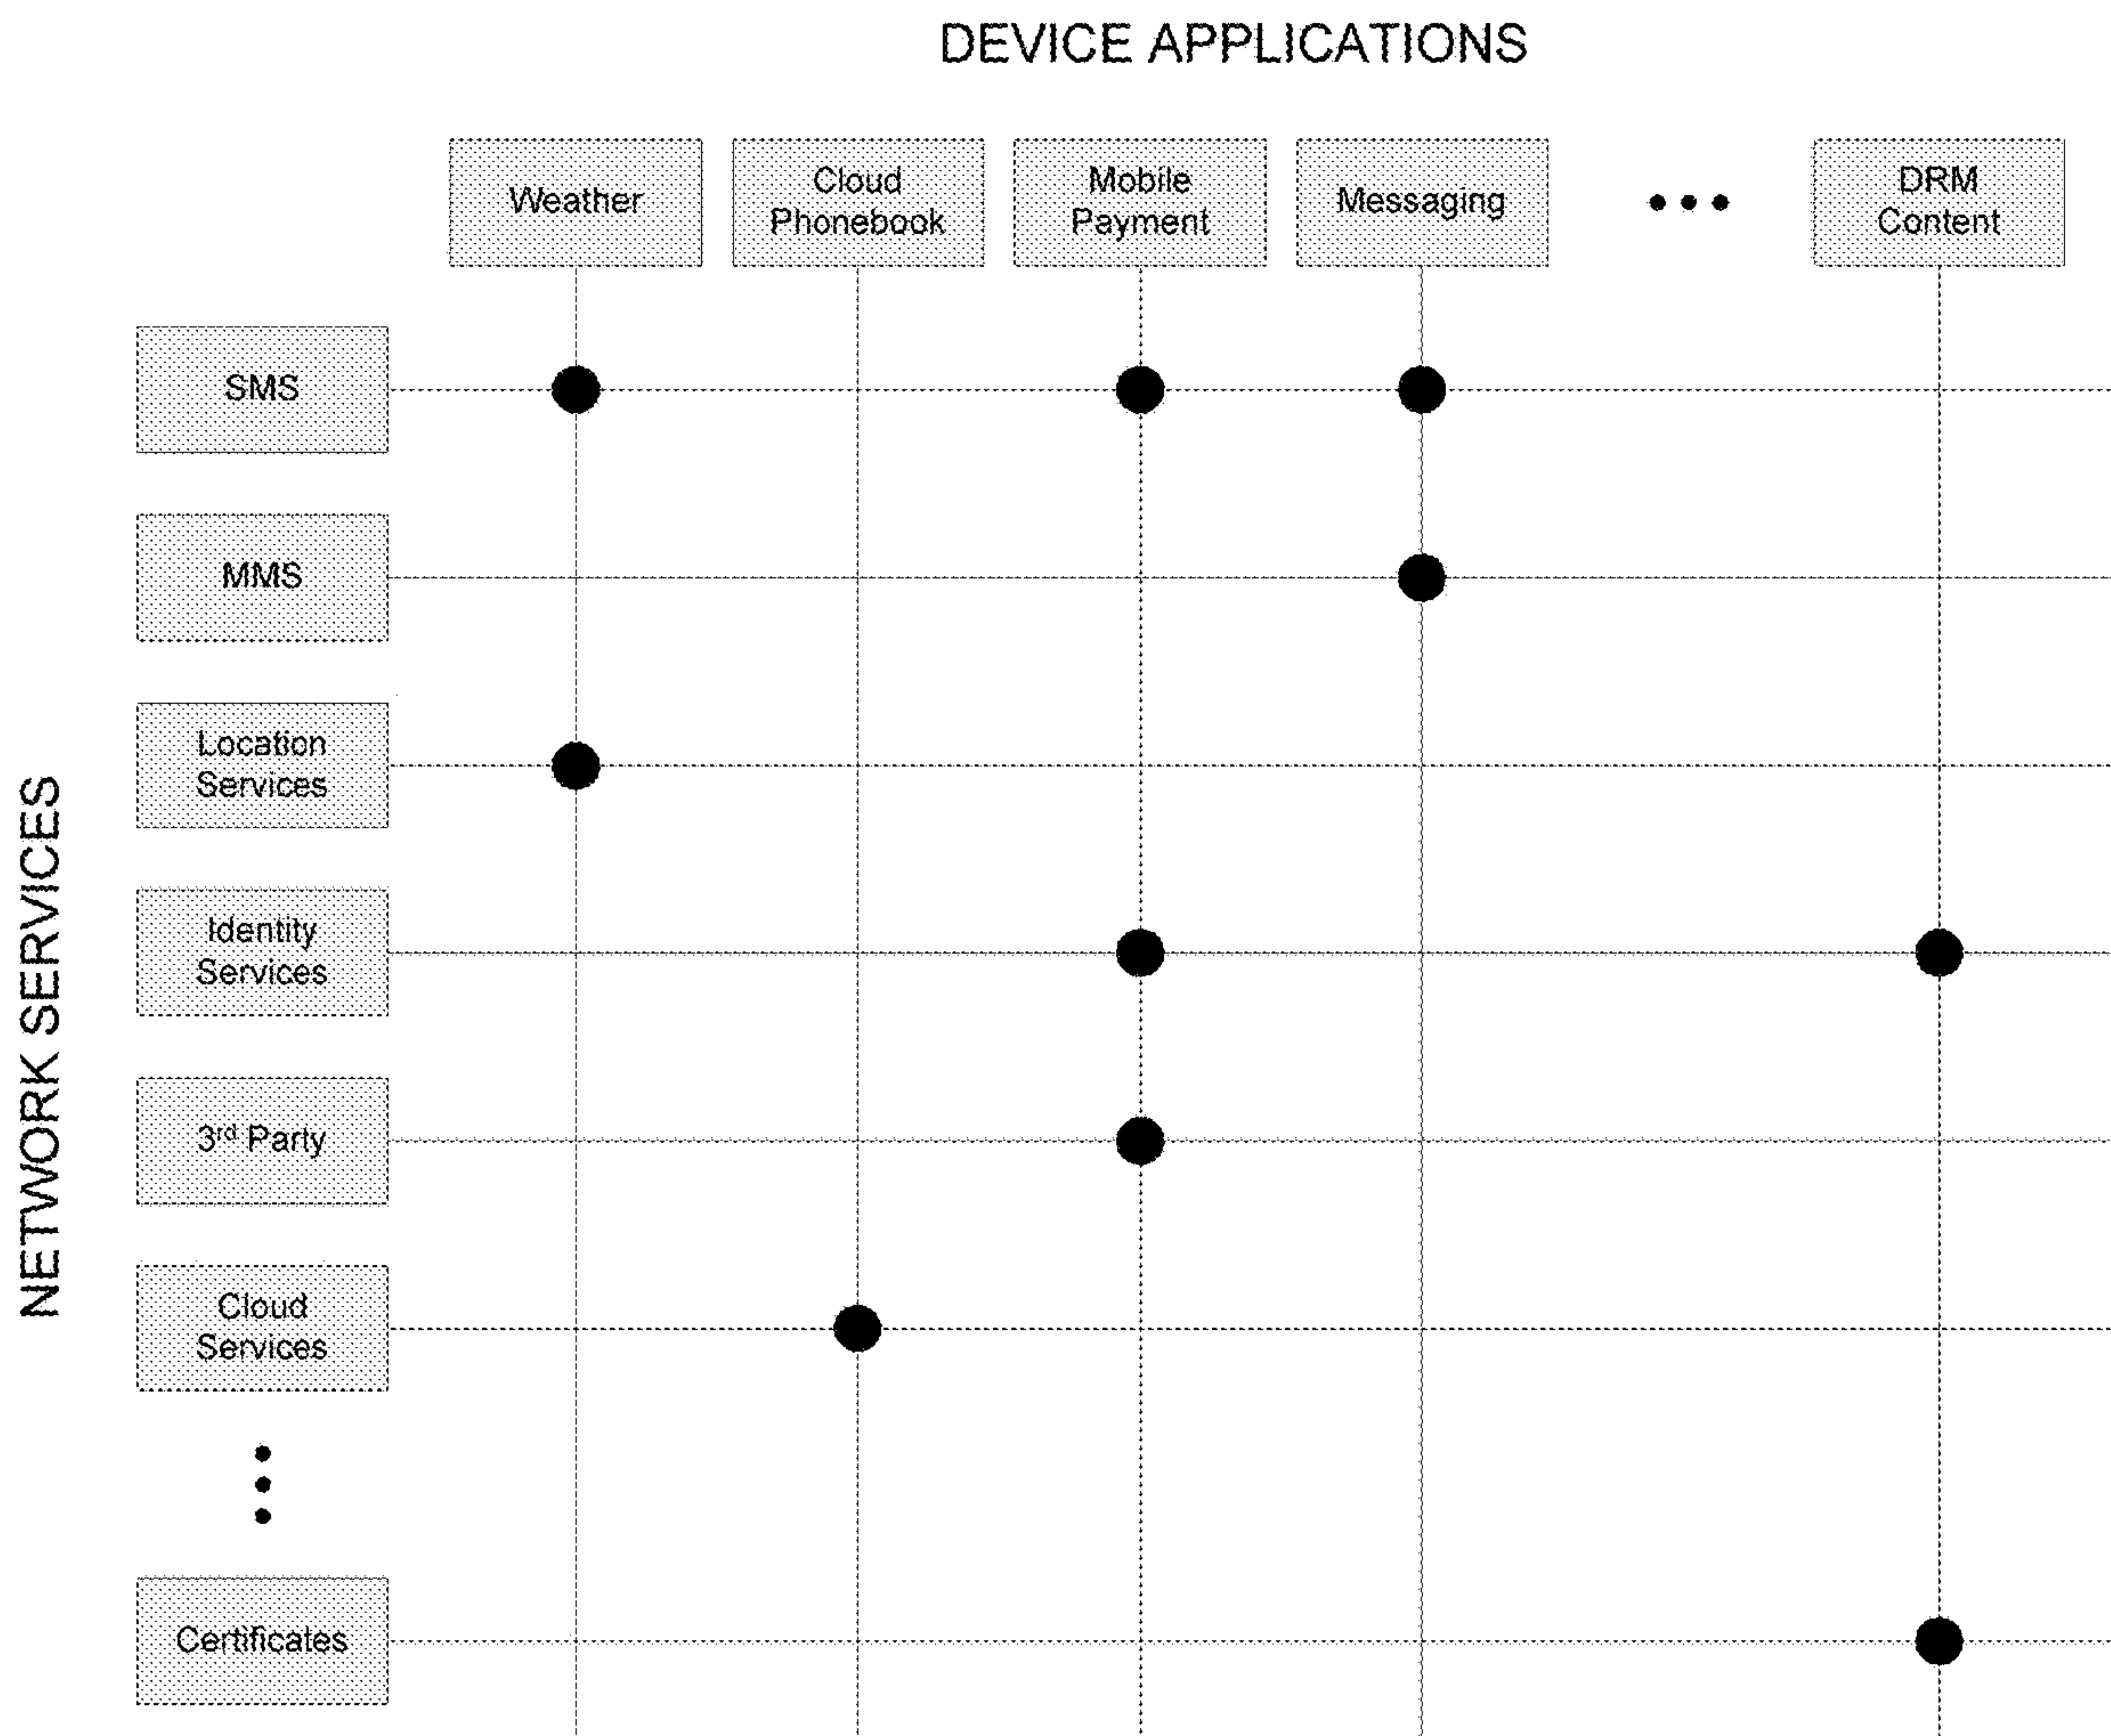 DEVICE APPLICATIONS
Weather
Cloud
Phonebook
Mobile
Payment
Messaging
DRM
Content
NETWORK SERVICES
SMS
MMS
Location
Services
Identity
Services
3rd Party
Cloud
Services
Certificates